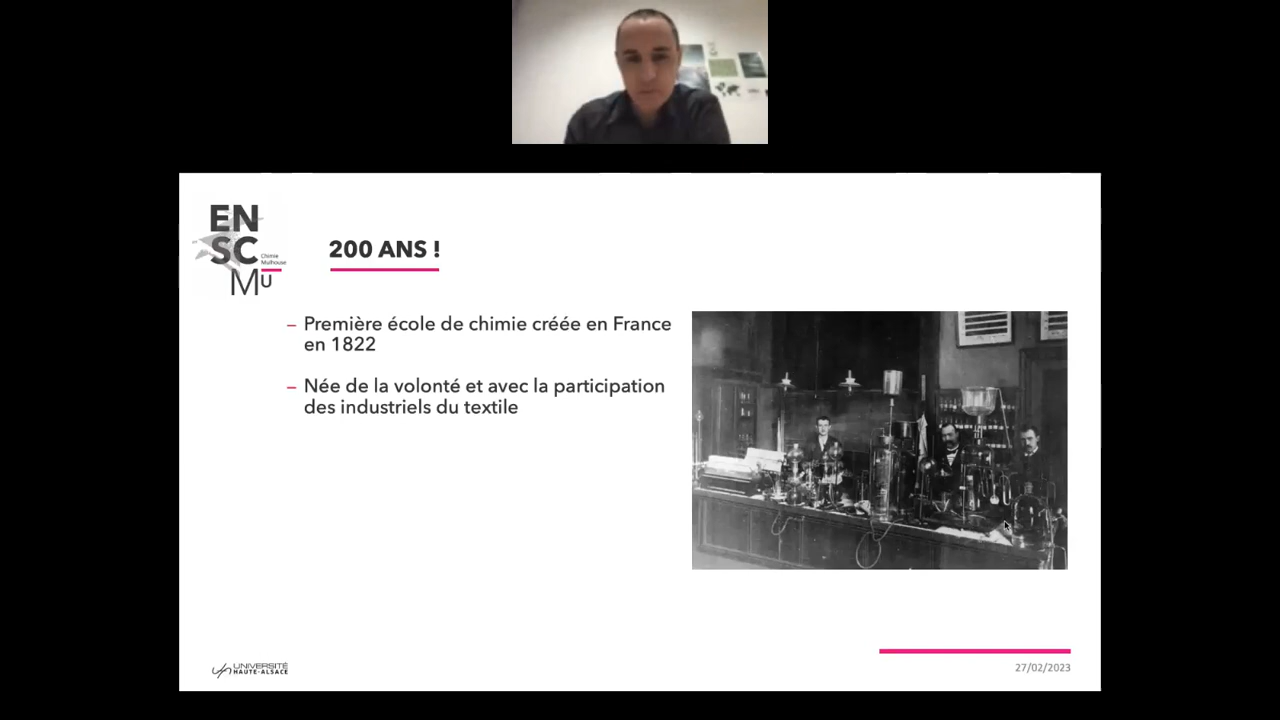 EN
SC
Mu
Chimie
Mulhouse
200 ANS !
– Première école de chimie créée en France
en 1822
– Née de la volonté et avec la participation
des industriels du textile
UNIVERSITÉ
HAUTE-ALSACE
27/02/2023